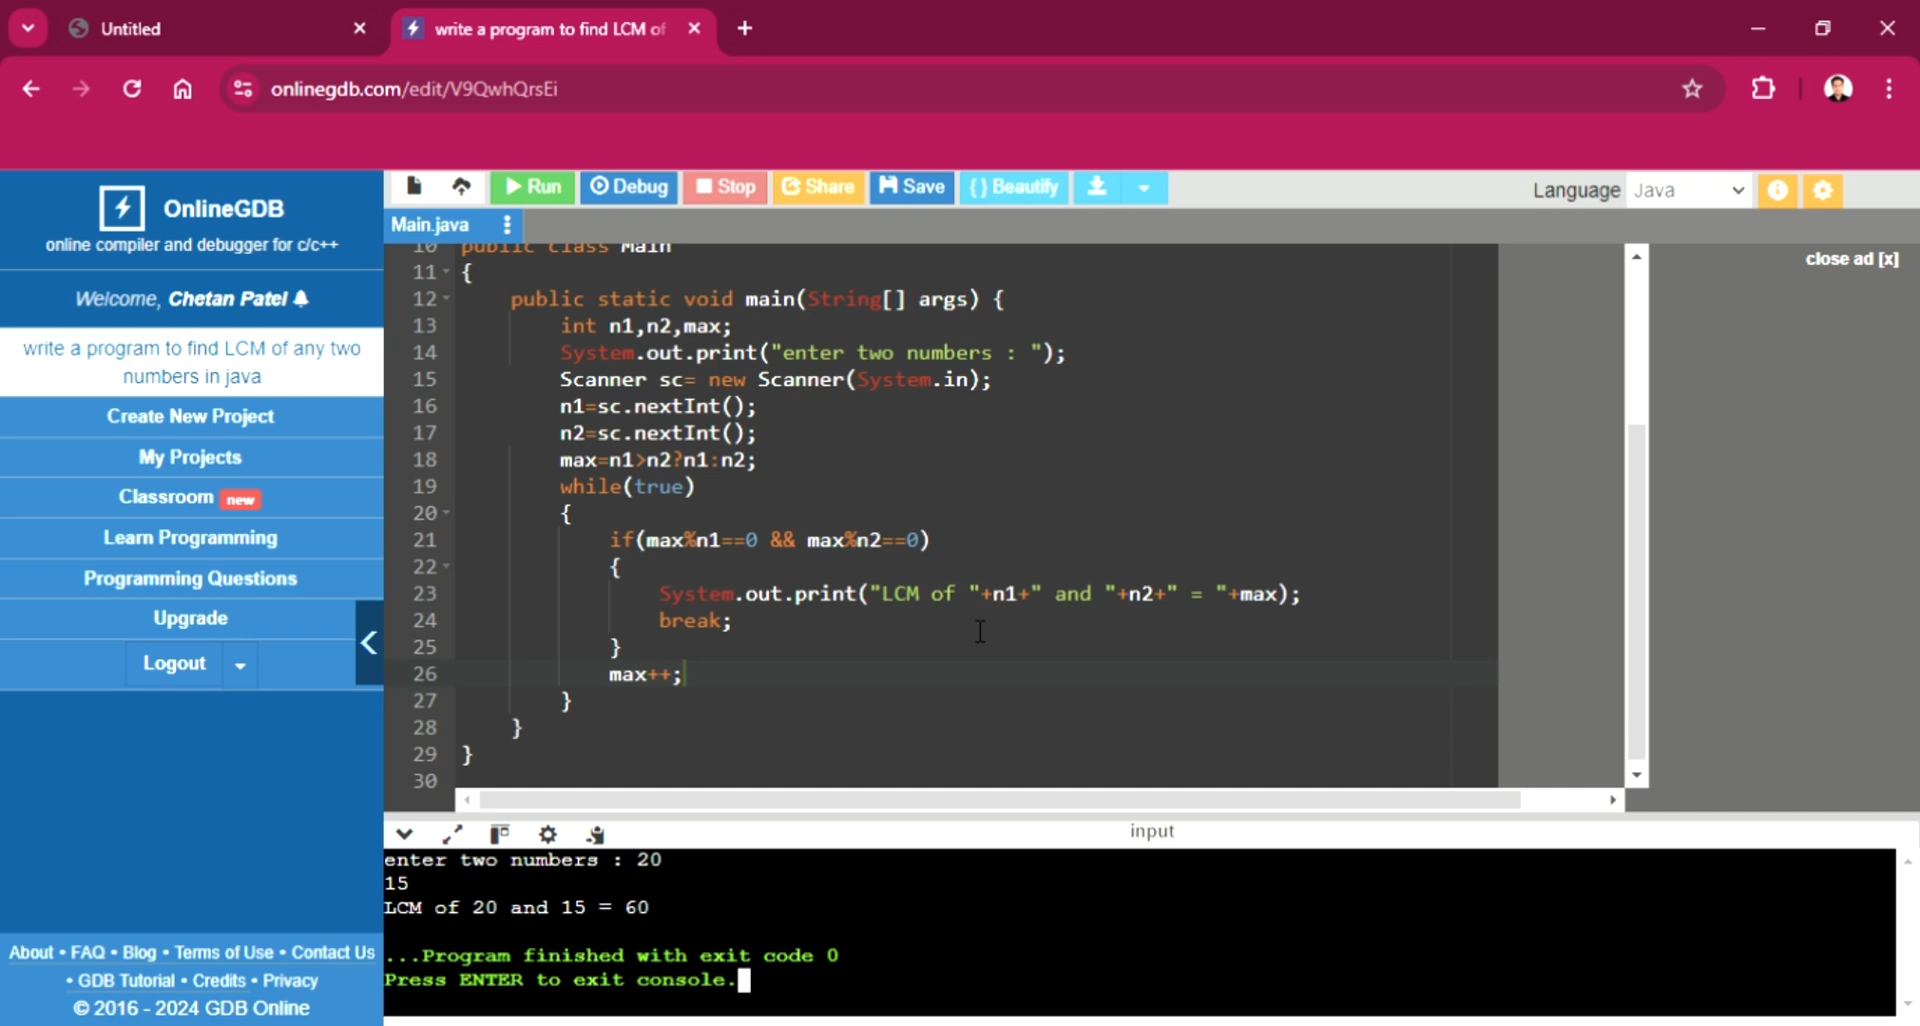 Untitled
write a program to find LCM of
onlinegdb.com/edit/V9QwhQrsEi
OnlineGDB
online compiler and debugger for c/c++
Welcome, Chetan Patel
write a program to find LCM of any two
numbers in java
Create New Project
My Projects
Classroom new
Learn Programming
Programming Questions
Upgrade
Logout
About • FAQ • Blog • Terms of Use • Contact Us
• GDB Tutorial • Credits • Privacy
© 2016 - 2024 GDB Online
Run Debug Stop Share Save {} Beautify
Language Java
Main.java
close ad [x]
10 public class Main
11 {
12 public static void main(String[] args) {
13 int n1,n2,max;
14 System.out.print("enter two numbers : ");
15 Scanner sc= new Scanner(System.in);
16 n1=sc.nextInt();
17 n2=sc.nextInt();
18 max=n1>n2?n1:n2;
19 while(true)
20 {
21 if(max%n1==0 && max%n2==0)
22 {
23 System.out.print("LCM of "+n1+" and "+n2+" = "+max);
24 break;
25 }
26 max++;
27 }
28 }
29 }
30
input
enter two numbers : 20
15
LCM of 20 and 15 = 60
...Program finished with exit code 0
Press ENTER to exit console.